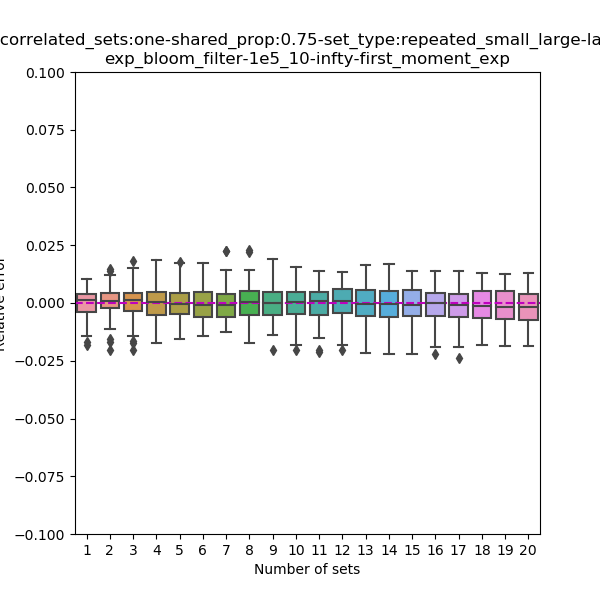 correlated_sets:one-shared_prop:0.75-set_type:repeated_small_large-la
exp_bloom_filter-1e5_10-infty-first_moment_exp
0.100
0.075
0.050
0.025
0.000
−0.025
−0.050
−0.075
−0.100
1 2 3 4 5 6 7 8 9 10 11 12 13 14 15 16 17 18 19 20
Number of sets